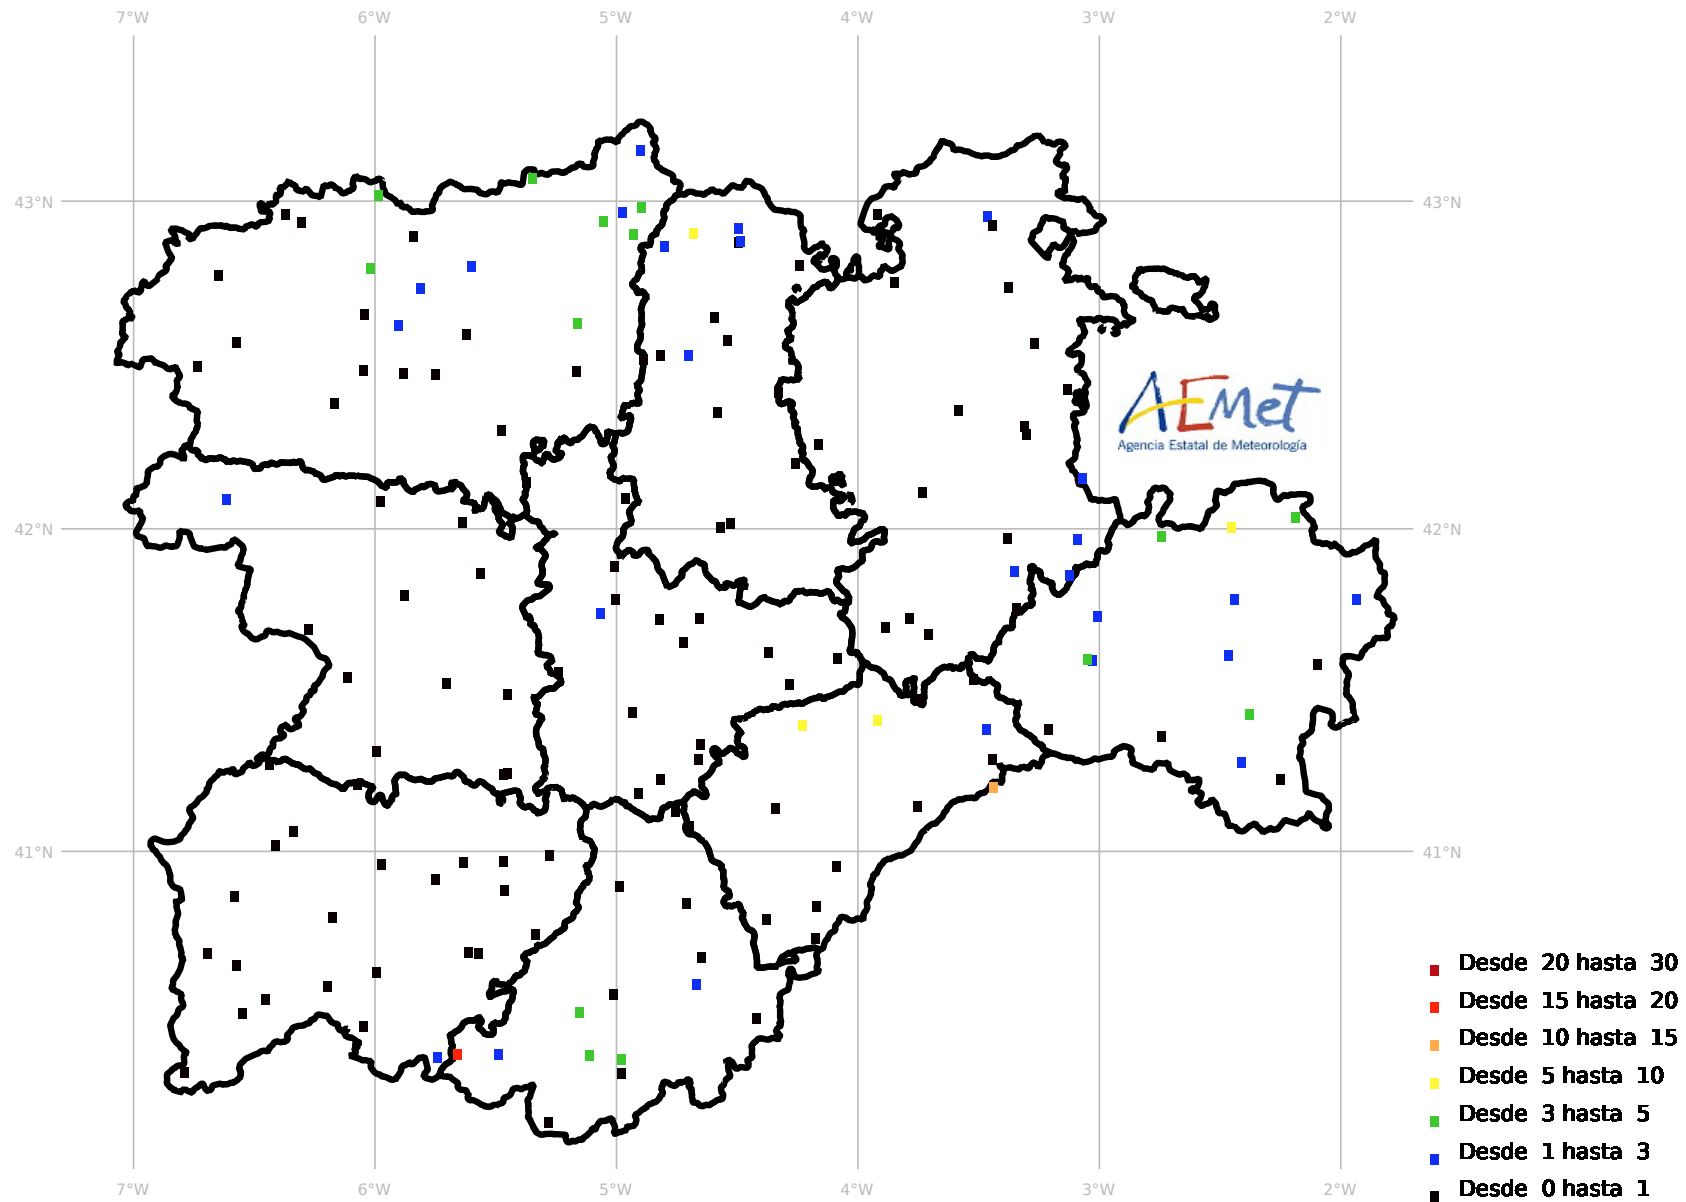 7°W 6°W 5°W 4°W 3°W 2°W
43°N 43°N
AEMet
Agencia Estatal de Meteorología
42°N 42°N
41°N 41°N
Desde 20 hasta 30
Desde 15 hasta 20
Desde 10 hasta 15
Desde 5 hasta 10
Desde 3 hasta 5
Desde 1 hasta 3
Desde 0 hasta 1
7°W 6°W 5°W 4°W 3°W 2°W